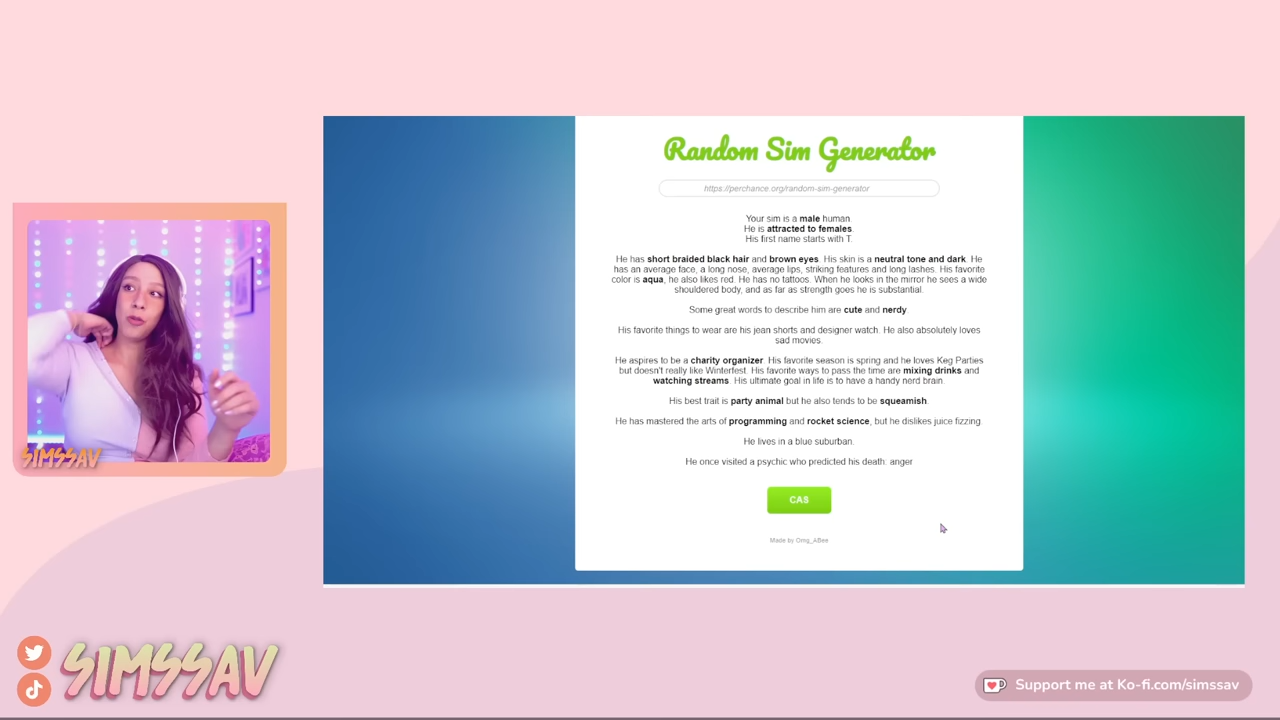 Random Sim Generator
https://perchance.org/random-sim-generator
Your sim is a male human.
He is attracted to females.
His first name starts with T.
He has short braided black hair and brown eyes. His skin is a neutral tone and dark. He
has an average face, a long nose, average lips, striking features and long lashes. His favorite
color is aqua, he also likes red. He has no tattoos. When he looks in the mirror he sees a wide
shouldered body, and as far as strength goes he is substantial.
Some great words to describe him are cute and nerdy
His favorite things to wear are his jean shorts and designer watch. He also absolutely loves
sad movies.
He aspires to be a charity organizer. His favorite season is spring and he loves Keg Parties
but doesn't really like Winterfest. His favorite ways to pass the time are mixing drinks and
watching streams. His ultimate goal in life is to have a handy nerd brain.
His best trait is party animal but he also tends to be squeamish.
He has mastered the arts of programming and rocket science, but he dislikes juice fizzing.
He lives in a blue suburban.
He once visited a psychic who predicted his death: anger
CAS
Made by Omg_ABee
SIMSSAV
SIMSSAV
Support me at Ko-fi.com/simssav